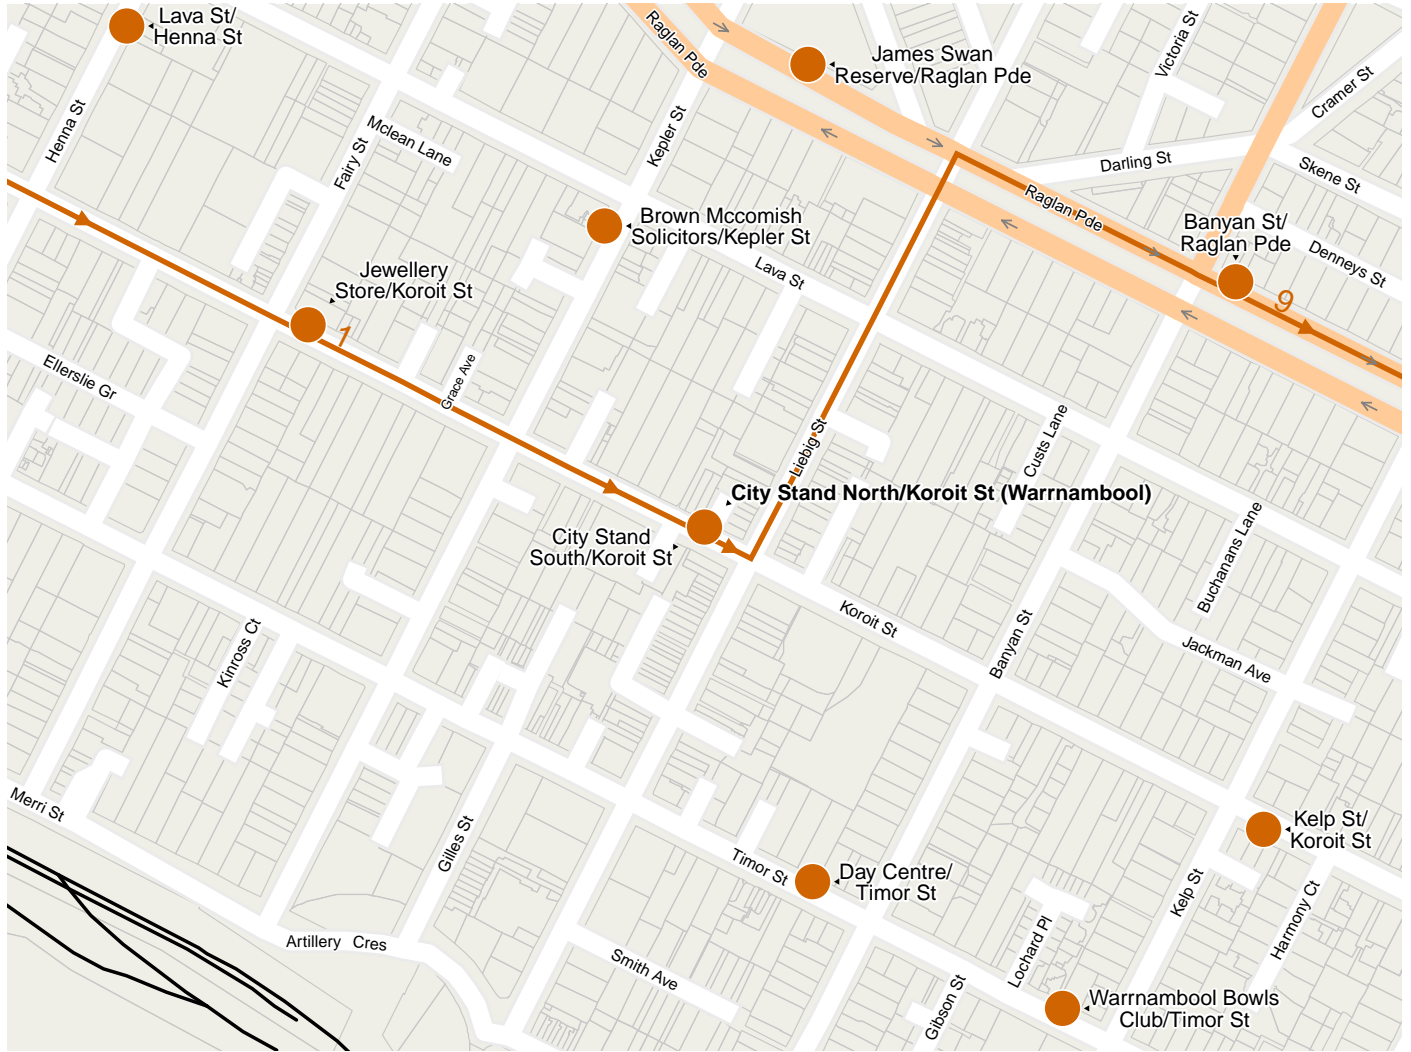 Lava St/
Henna St
James Swan
Reserve/Raglan Pde
Raglan Pde
Victoria St
Cramer St
Henna St
Mclean Lane
Fairy St
Kepler St
Darling St
Skene St
Raglan Pde
Brown Mccomish
Solicitors/Kepler St
Banyan St/
Raglan Pde
Denneys St
Lava St
Jewellery
Store/Koroit St
1
9
Ellerslie Gr
Grace Ave
Liebig St
Custs Lane
City Stand North/Koroit St (Warrnambool)
City Stand
South/Koroit St
Buchanans Lane
Koroit St
Kinross Ct
Banyan St
Jackman Ave
Merri St
Gilles St
Timor St
Day Centre/
Timor St
Kelp St/
Koroit St
Kelp St
Harmony Ct
Artillery Cres
Smith Ave
Lochard Pl
Gibson St
Warrnambool Bowls
Club/Timor St